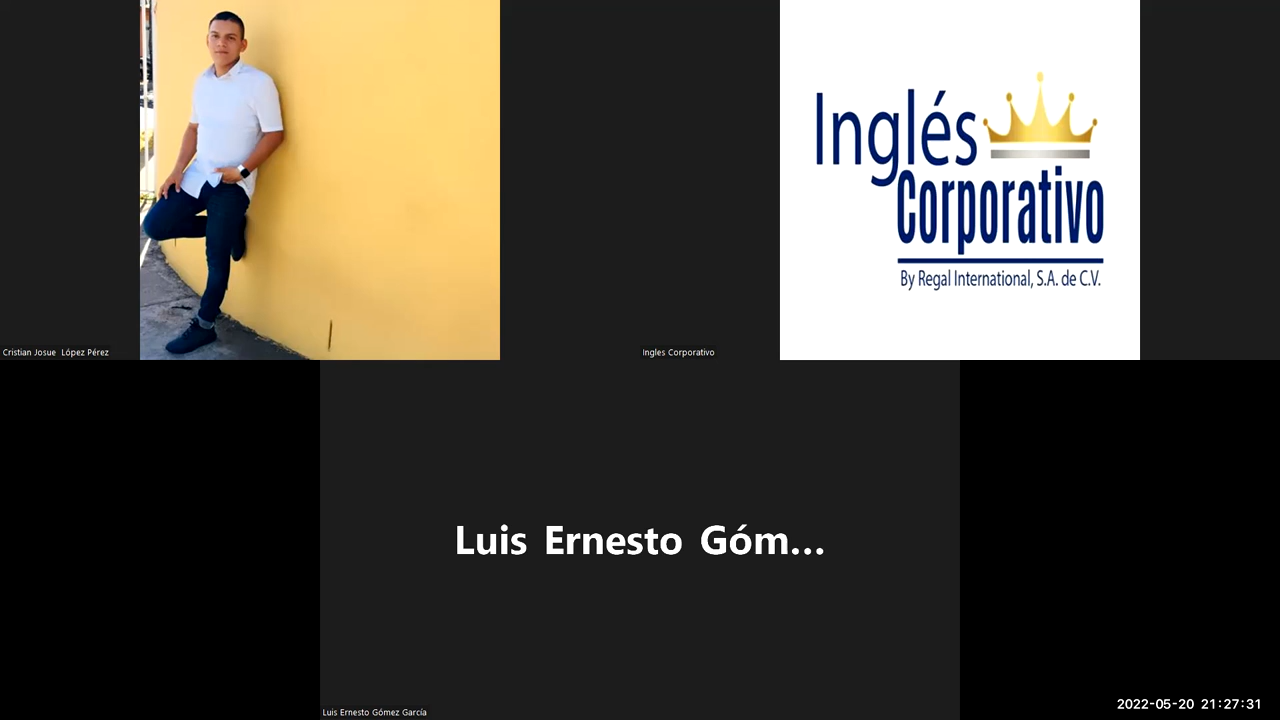 Inglés
Corporativo
By Regal International, S.A. de C.V.
Cristian Josue López Pérez
Ingles Corporativo
Luis Ernesto Góm...
Luis Ernesto Gómez García
2022-05-20 21:27:31